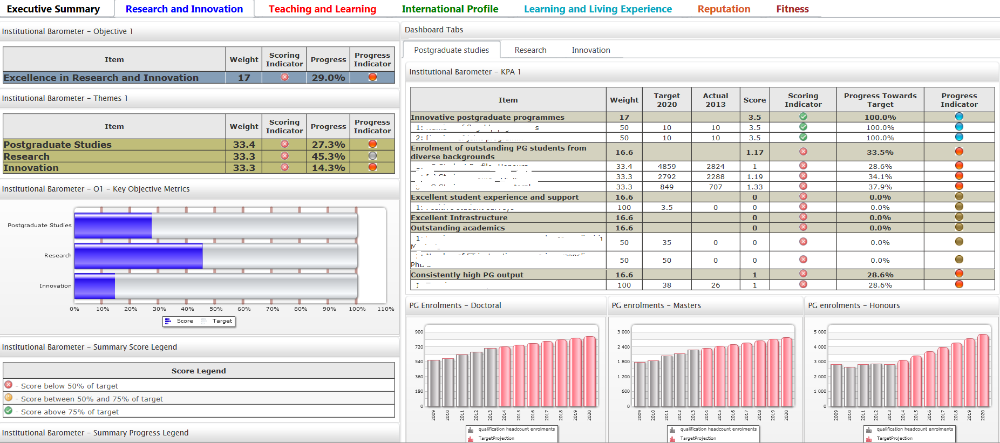 Executive Summary Research and Innovation Teaching and Learning International Profile Learning and Living Experience Reputation Fitness
Institutional Barometer - Objective 1
Item Weight Scoring Indicator Progress Progress Indicator
Excellence in Research and Innovation 17 29.0%
Institutional Barometer - Themes 1
Item Weight Scoring Indicator Progress Progress Indicator
Postgraduate Studies 33.4 27.3%
Research 33.3 45.3%
Innovation 33.3 14.3%
Institutional Barometer - O1 - Key Objective Metrics
Postgraduate Studies
Research
Innovation
0% 10% 20% 30% 40% 50% 60% 70% 80% 90% 100% 110%
Score Target
Institutional Barometer - Summary Score Legend
Score Legend
- Score below 50% of target
- Score between 50% and 75% of target
- Score above 75% of target
Institutional Barometer - Summary Progress Legend
Dashboard Tabs
Postgraduate studies Research Innovation
Institutional Barometer - KPA 1
Item Weight Target 2020 Actual 2013 Score Scoring Indicator Progress Towards Target Progress Indicator
Innovative postgraduate programmes 17 3.5 100.0%
1: 50 10 10 3.5 100.0%
2: 50 10 10 3.5 100.0%
Enrolment of outstanding PG students from
diverse backgrounds 16.6 1.17 33.5%
33.4 4859 2824 1 28.6%
33.3 2792 2288 1.19 34.1%
33.3 849 707 1.33 37.9%
Excellent student experience and support 16.6 0 0.0%
1: 100 3.5 0 0 0.0%
Excellent Infrastructure 16.6 0 0.0%
Outstanding academics 16.6 0 0.0%
1: 50 35 0 0 0.0%
50 50 0 0 0.0%
Consistently high PG output 16.6 1 28.6%
100 38 26 1 28.6%
PG Enrolments - Doctoral
900
720
540
360
180
0
2009 2010 2011 2012 2013 2014 2015 2016 2017 2018 2019 2020
qualification headcount enrolments
TargetProjection
PG enrolments - Masters
3 000
2 400
1 800
1 200
600
0
2009 2010 2011 2012 2013 2014 2015 2016 2017 2018 2019 2020
qualification headcount enrolments
TargetProjection
PG enrolments - Honours
5 000
4 000
3 000
2 000
1 000
0
2009 2010 2011 2012 2013 2014 2015 2016 2017 2018 2019 2020
qualification headcount enrolments
TargetProjection